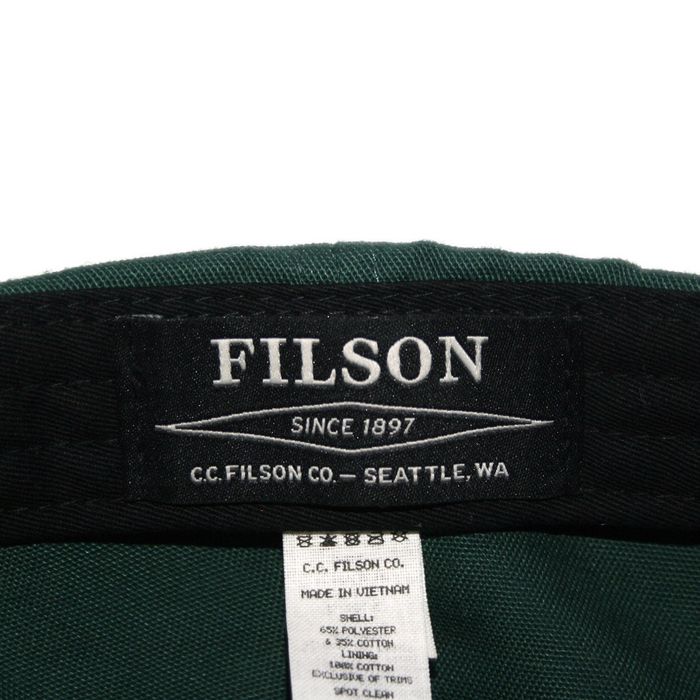 FILSON
SINCE 1897
C.C. FILSON CO. — SEATTLE, WA
C.C. FILSON CO.
MADE IN VIETNAM
SHELL:
65% POLYESTER
& 35% COTTON
LINING:
100% COTTON
EXCLUSIVE OF TRIMS
SPOT CLEAN